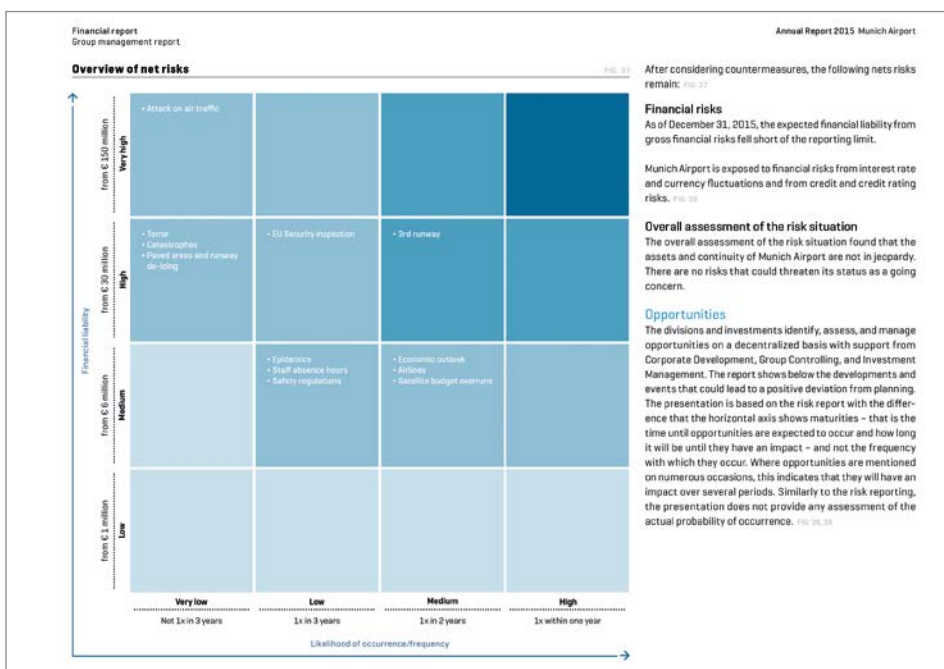 Financial report
Group management report
Annual Report 2015 Munich Airport
Overview of net risks
FIG. 37
Financial liability
from € 150 million
Very high
• Attack on air traffic
from € 30 million
High
• Terror
• Catastrophes
• Paved areas and runway
de-icing
• EU Security inspection
• 3rd runway
from € 6 million
Medium
• Epidemics
• Staff absence hours
• Safety regulations
• Economic outlook
• Airlines
• Satellite budget overruns
from € 1 million
Low
Very low
Low
Medium
High
Not 1x in 3 years
1x in 3 years
1x in 2 years
1x within one year
Likelihood of occurrence/frequency
After considering countermeasures, the following nets risks
remain: FIG. 37
Financial risks
As of December 31, 2015, the expected financial liability from
gross financial risks fell short of the reporting limit.
Munich Airport is exposed to financial risks from interest rate
and currency fluctuations and from credit and credit rating
risks. FIG.
Overall assessment of the risk situation
The overall assessment of the risk situation found that the
assets and continuity of Munich Airport are not in jeopardy.
There are no risks that could threaten its status as a going
concern.
Opportunities
The divisions and investments identify, assess, and manage
opportunities on a decentralized basis with support from
Corporate Development, Group Controlling, and Investment
Management. The report shows below the developments and
events that could lead to a positive deviation from planning.
The presentation is based on the risk report with the differ-
ence that the horizontal axis shows maturities – that is the
time until opportunities are expected to occur and how long
it will be until they have an impact – and not the frequency
with which they occur. Where opportunities are mentioned
on numerous occasions, this indicates that they will have an
impact over several periods. Similarly to the risk reporting,
the presentation does not provide any assessment of the
actual probability of occurrence. FIG.